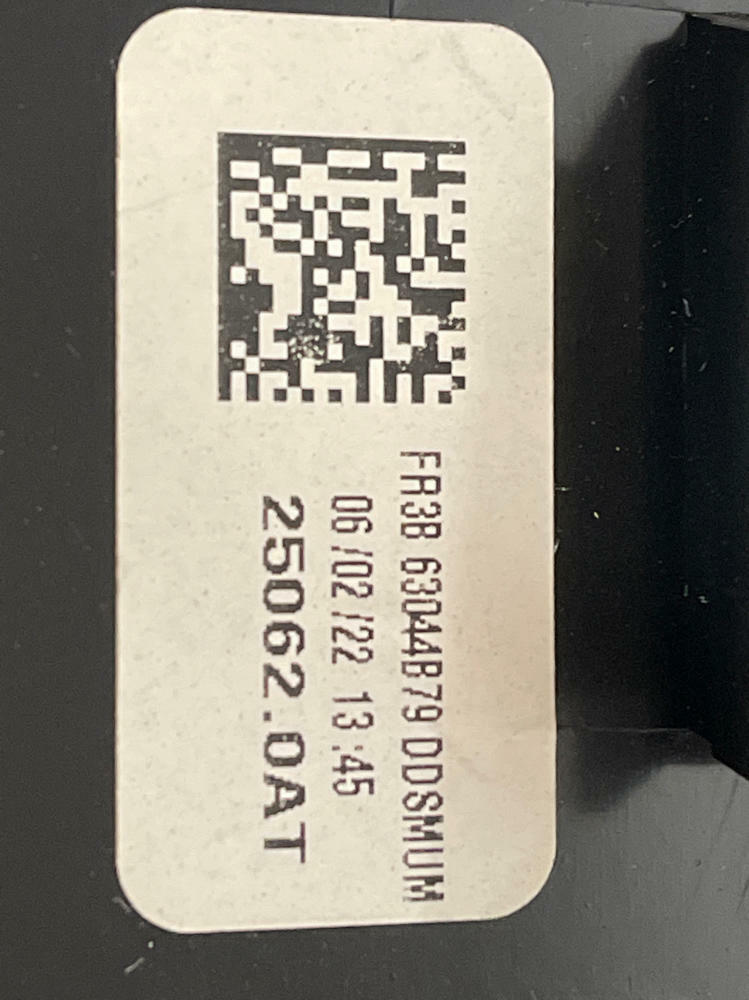 FR3B 63044B79 DDSMUM
06/02/22 13:45
25062.0AT